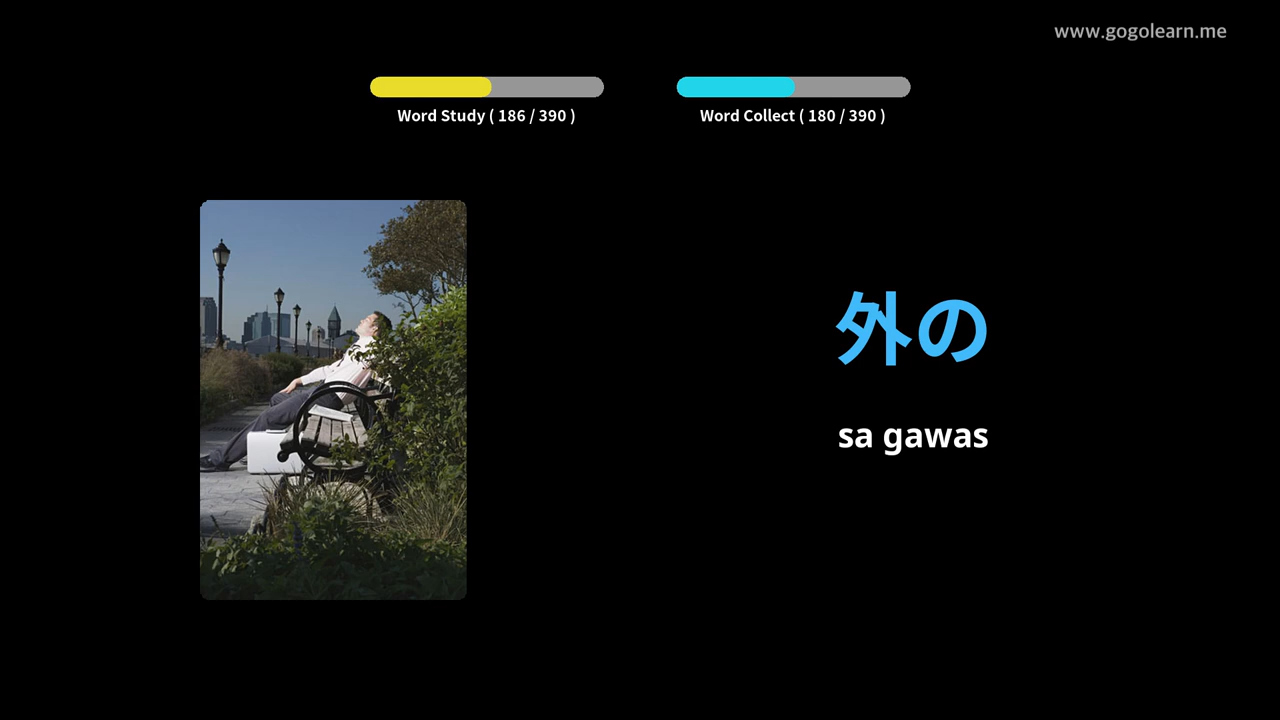 www.gogolearn.me
Word Study ( 186 / 390 )
Word Collect ( 180 / 390 )
外の
sa gawas